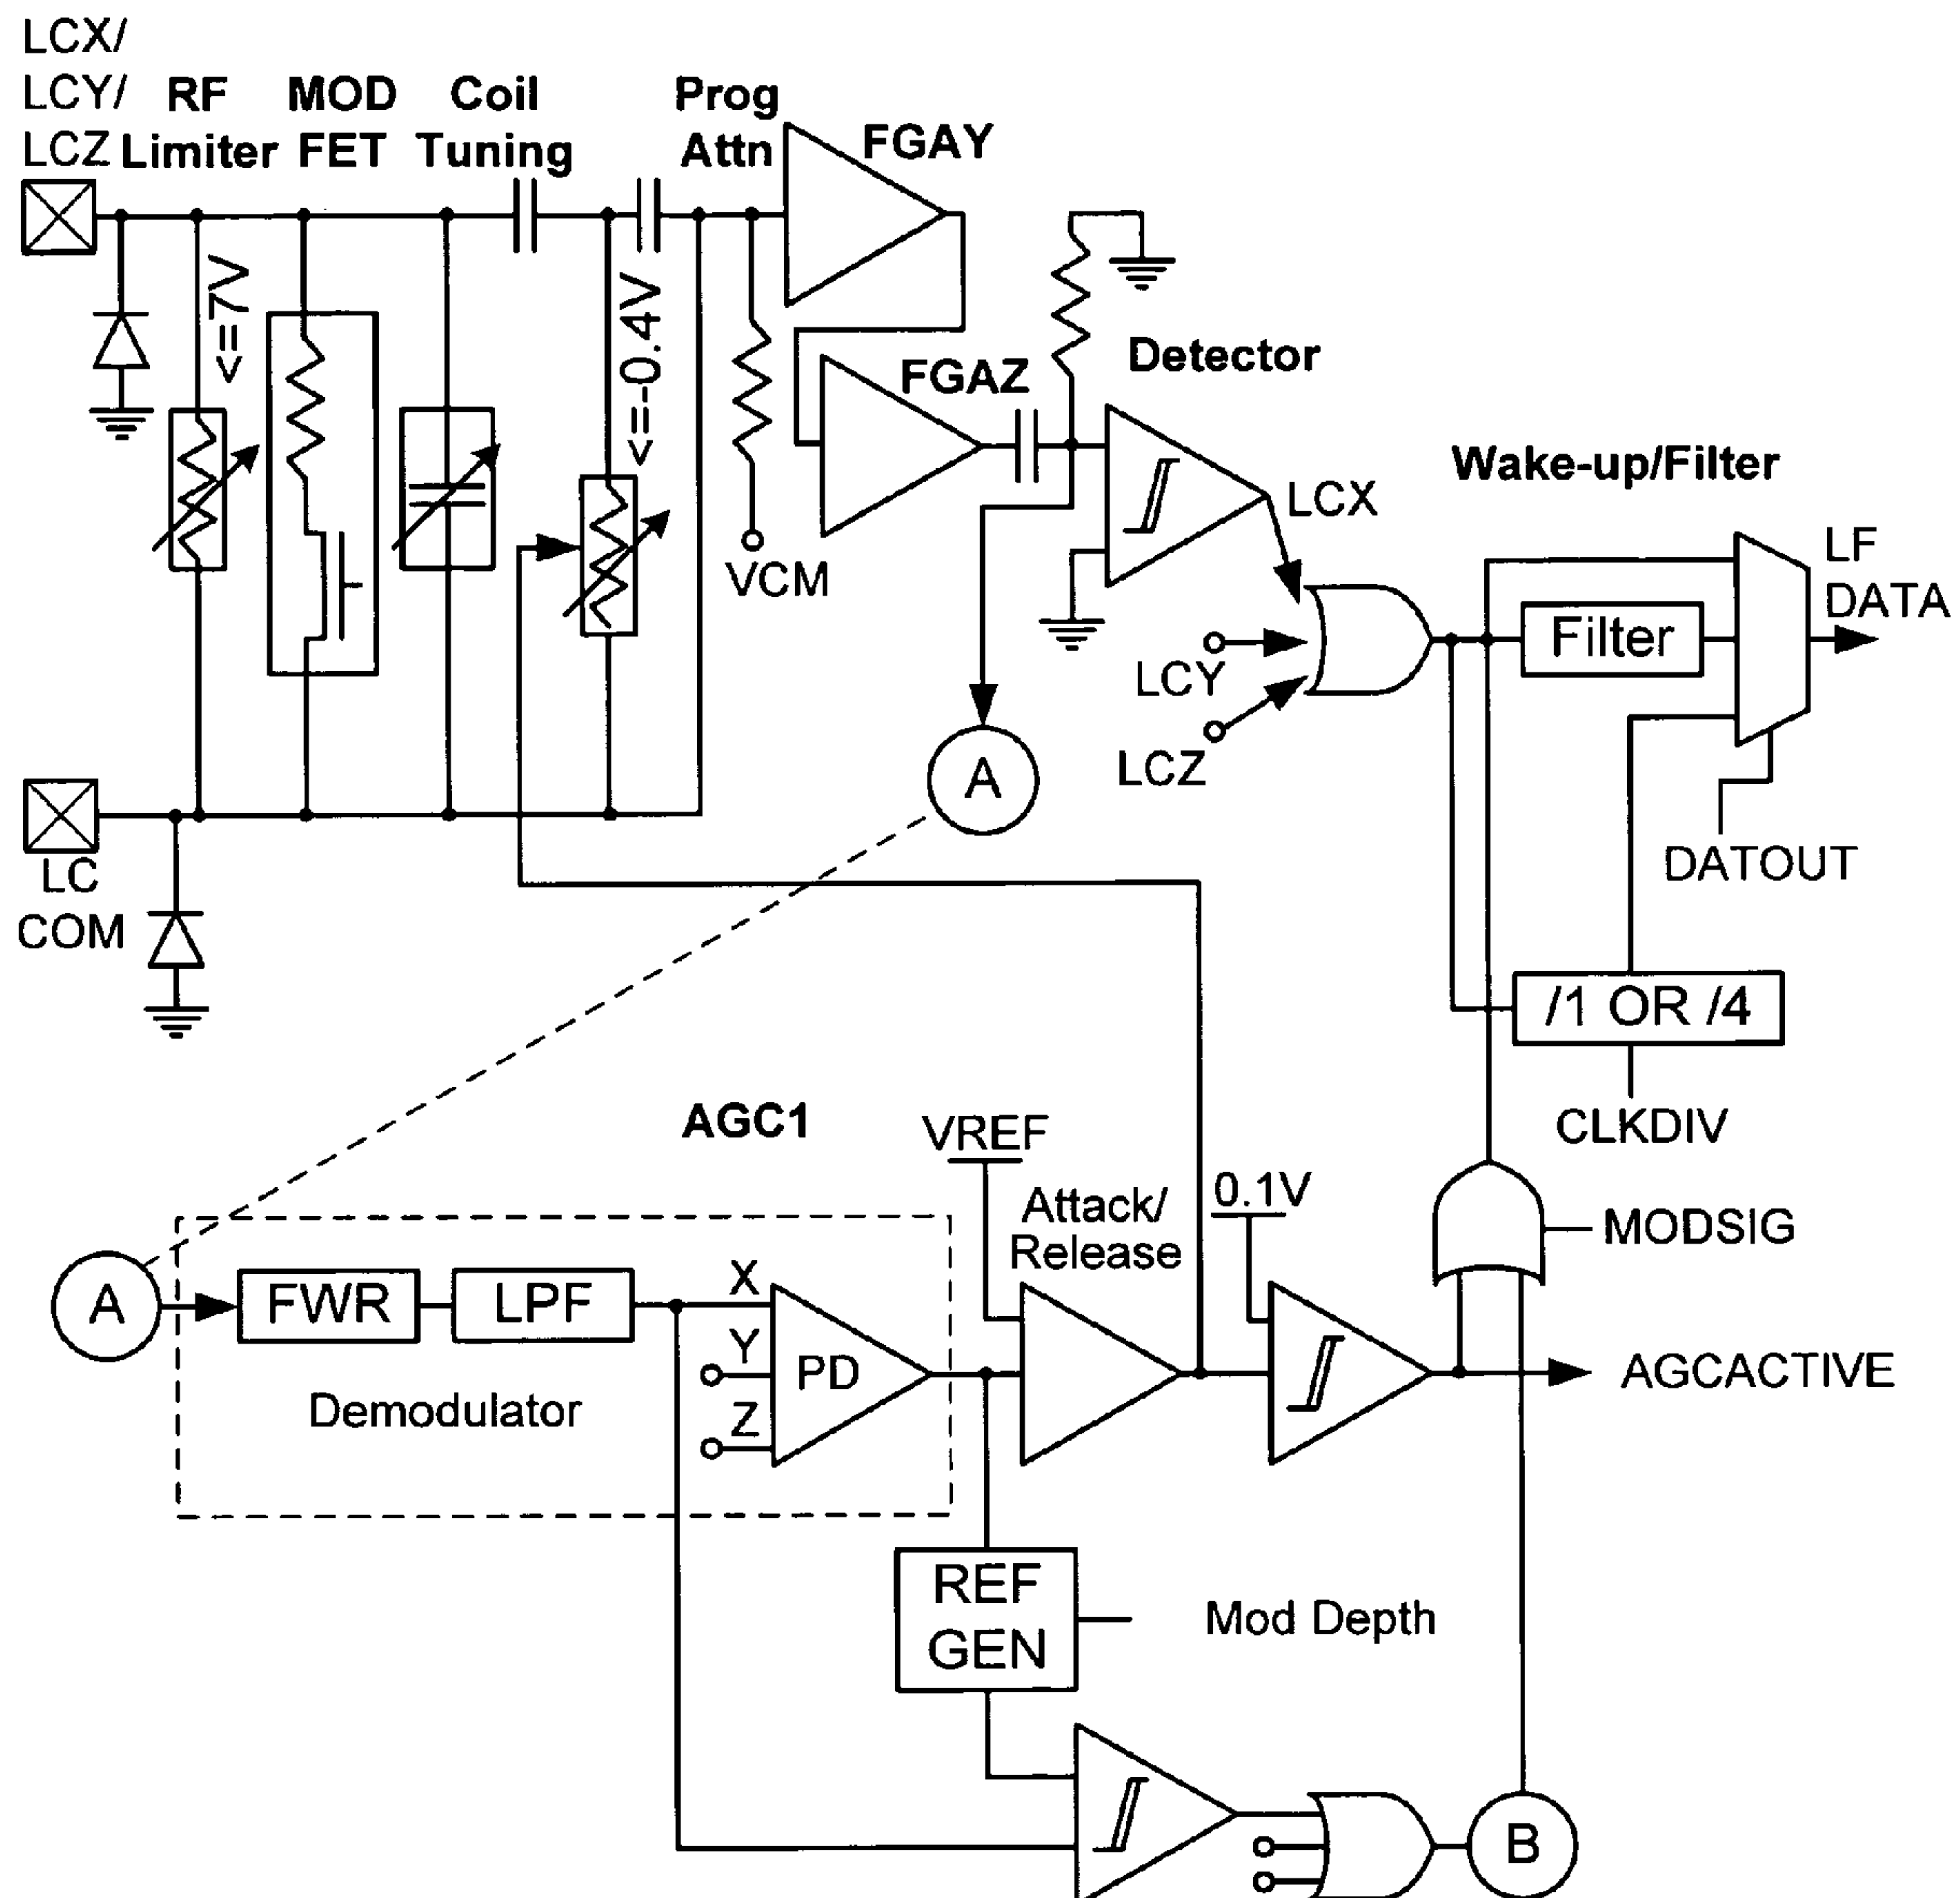 LCX/
LCY/
LCZ
RF
Limiter
MOD
FET
Coil
Tuning
Prog
Attn
FGAY
<=7V
<=-0.4V
VCM
FGAZ
Detector
LCX
LCY
LCZ
Wake-up/Filter
Filter
LF
DATA
DATOUT
/1 OR /4
CLKDIV
A
LC
COM
AGC1
VREF
Attack/
Release
0.1V
MODSIG
A
FWR
LPF
X
Y
Z
PD
Demodulator
AGCACTIVE
REF
GEN
Mod Depth
B